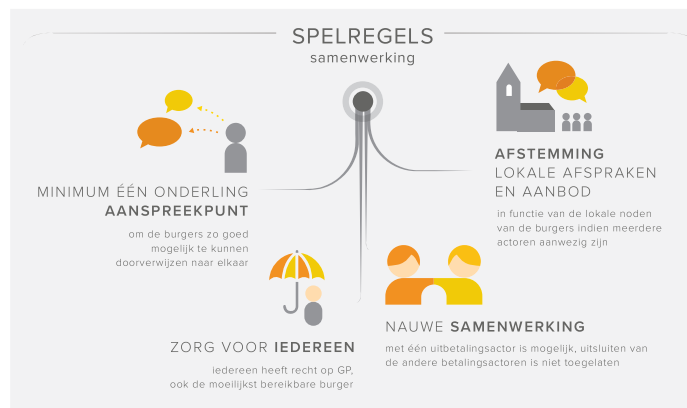 SPELREGELS
samenwerking
MINIMUM ÉÉN ONDERLING
AANSPREEKPUNT
om de burgers zo goed
mogelijk te kunnen
doorverwijzen naar elkaar
AFSTEMMING
LOKALE AFSPRAKEN
EN AANBOD
in functie van de lokale noden
van de burgers indien meerdere
actoren aanwezig zijn
ZORG VOOR IEDEREEN
iedereen heeft recht op GP,
ook de moeilijkst bereikbare burger
NAUWE SAMENWERKING
met één uitbetalingsactor is mogelijk, uitsluiten van
de andere betalingsactoren is niet toegelaten